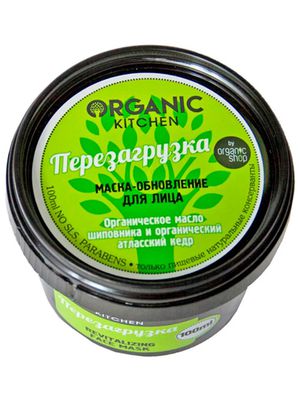 ORGANIC
KITCHEN
Перезагрузка
by
organic
shop
МАСКА-ОБНОВЛЕНИЕ
ДЛЯ ЛИЦА
Органическое масло
шиповника и органический
атласский кедр
100ml NO SLS, PARABENS • только пищевые натуральные консерванты
KITCHEN
Перезагрузка
REVITALIZING
FACE MASK
100ml